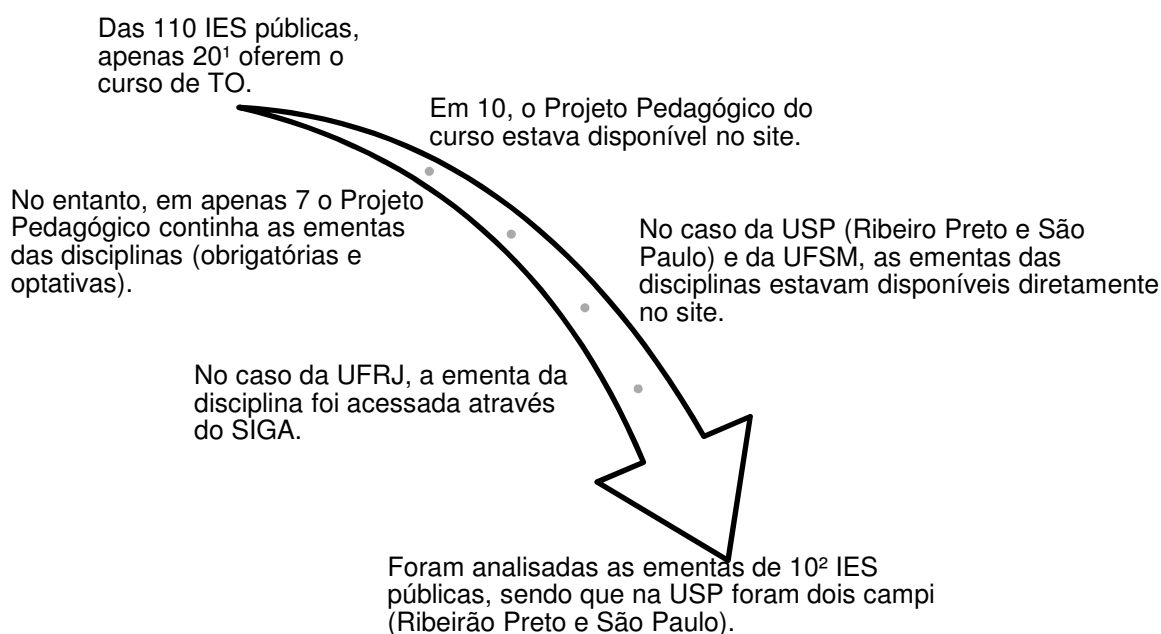 Das 110 IES públicas,
apenas 20¹ oferem o
curso de TO.
Em 10, o Projeto Pedagógico do
curso estava disponível no site.
No entanto, em apenas 7 o Projeto
Pedagógico continha as ementas
das disciplinas (obrigatórias e
optativas).
No caso da USP (Ribeiro Preto e São
Paulo) e da UFSM, as ementas das
disciplinas estavam disponíveis diretamente
no site.
No caso da UFRJ, a ementa da
disciplina foi acessada através
do SIGA.
Foram analisadas as ementas de 10² IES
públicas, sendo que na USP foram dois campi
(Ribeirão Preto e São Paulo).